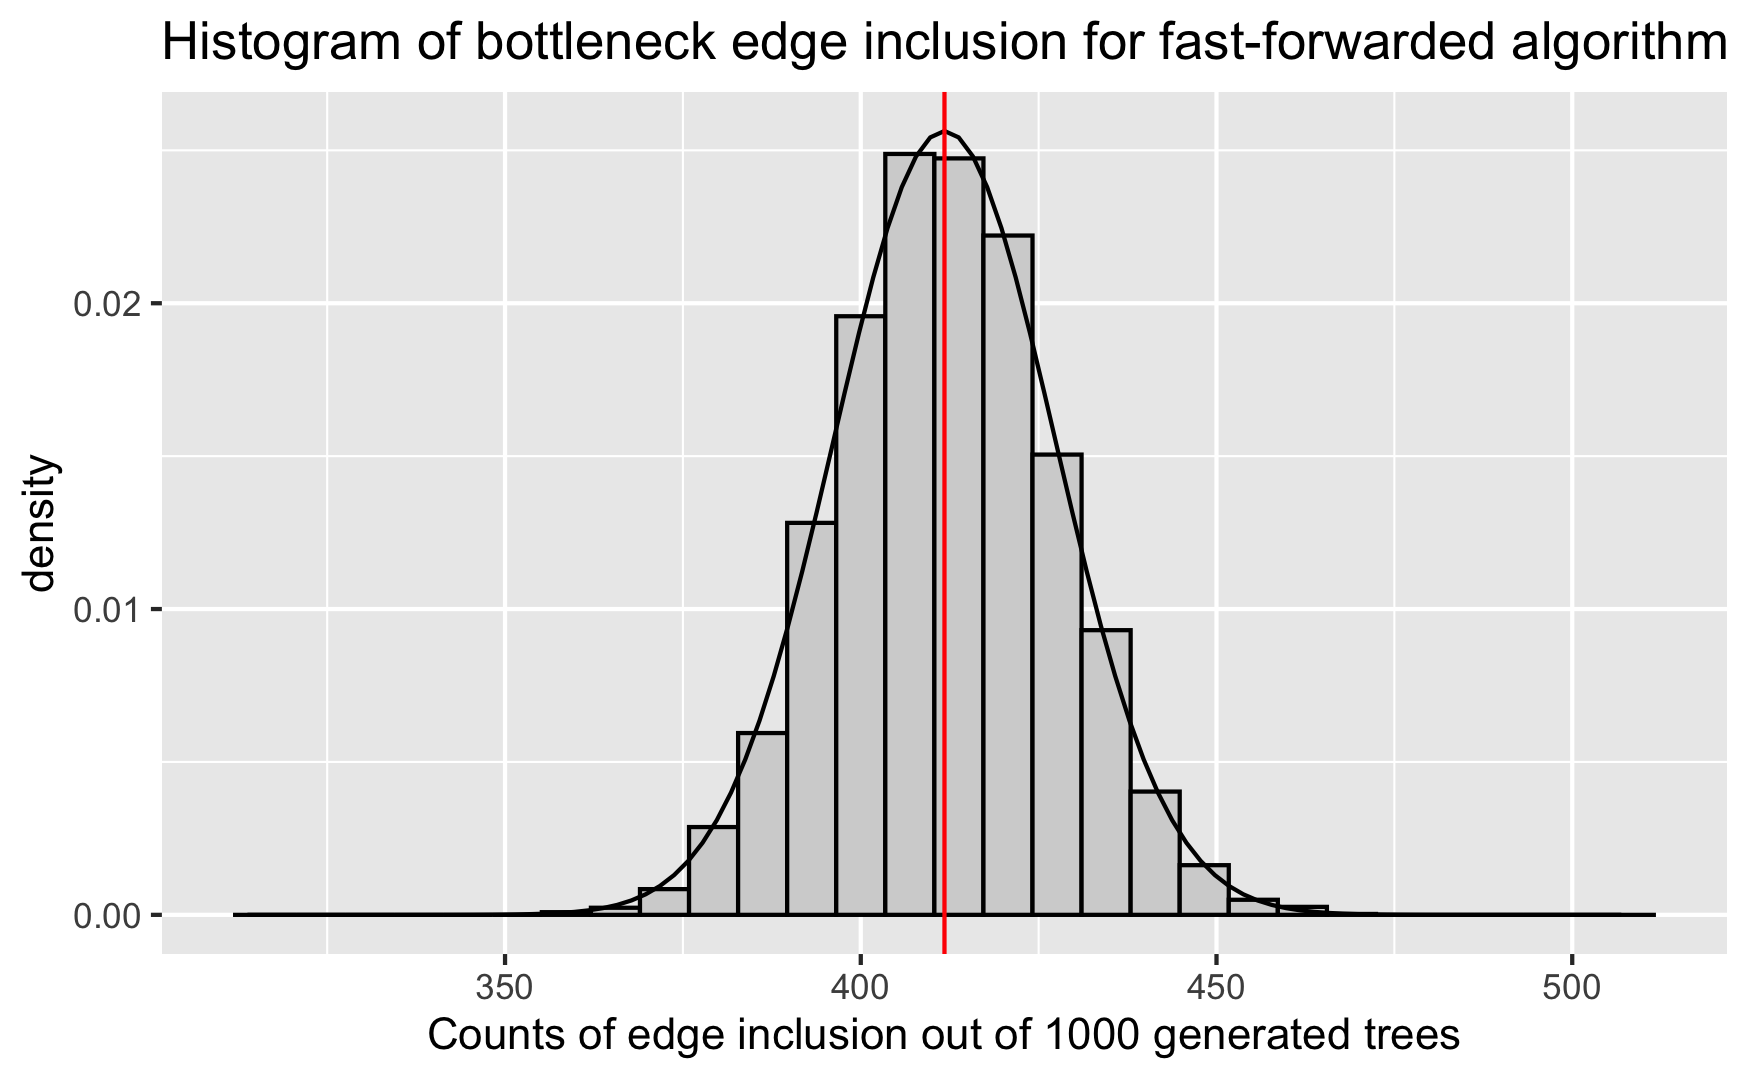 Histogram of bottleneck edge inclusion for fast-forwarded algorithm
density
0.02
0.01
0.00
350 400 450 500
Counts of edge inclusion out of 1000 generated trees